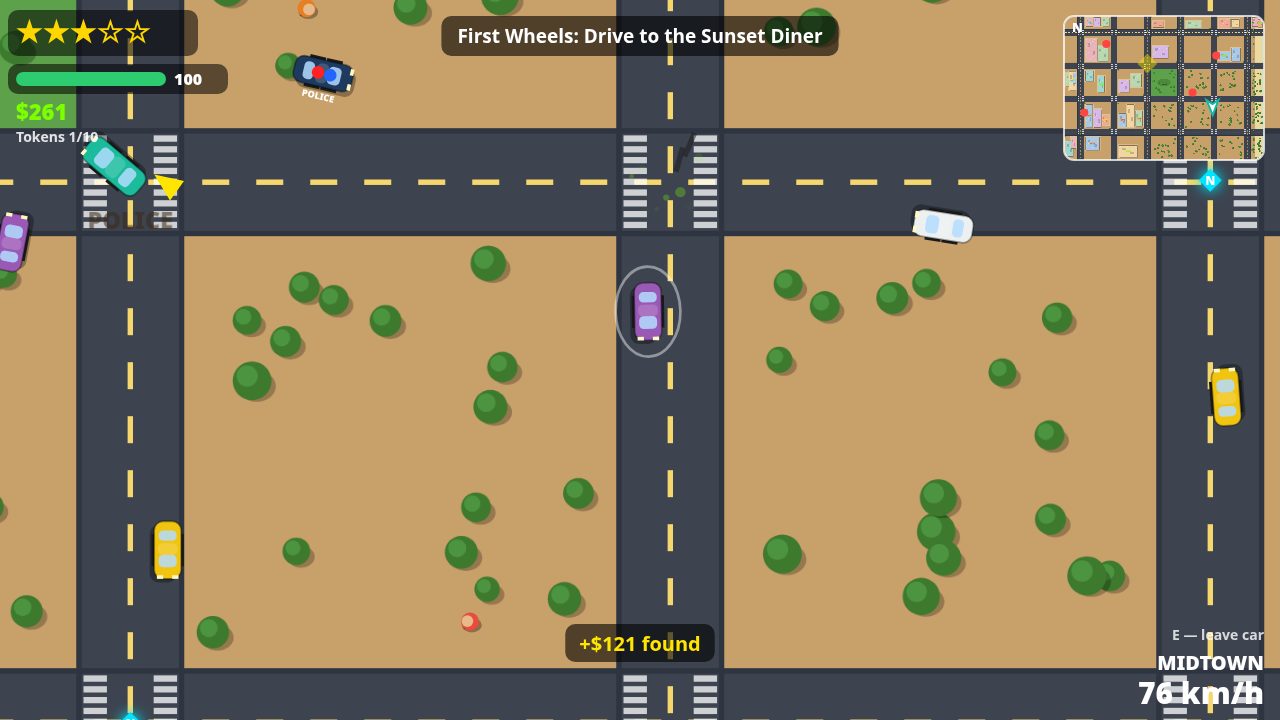 First Wheels: Drive to the Sunset Diner
N
100
$261
Tokens 1/10
POLICE
N
POLICE
+$121 found
E — leave car
MIDTOWN
76 km/h